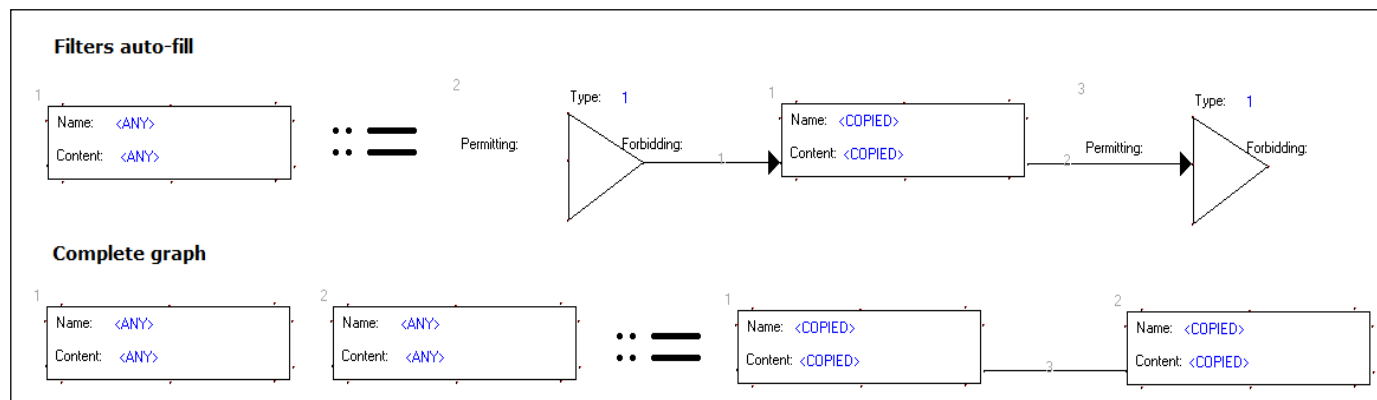 Filters auto-fill
1
Name: <ANY>
Content: <ANY>
::=
2
Permitting:
Type: 1
Forbidding:
1
1
Name: <COPIED>
Content: <COPIED>
2
3
Permitting:
Type: 1
Forbidding:
Complete graph
1
Name: <ANY>
Content: <ANY>
2
Name: <ANY>
Content: <ANY>
::=
1
Name: <COPIED>
Content: <COPIED>
3
2
Name: <COPIED>
Content: <COPIED>